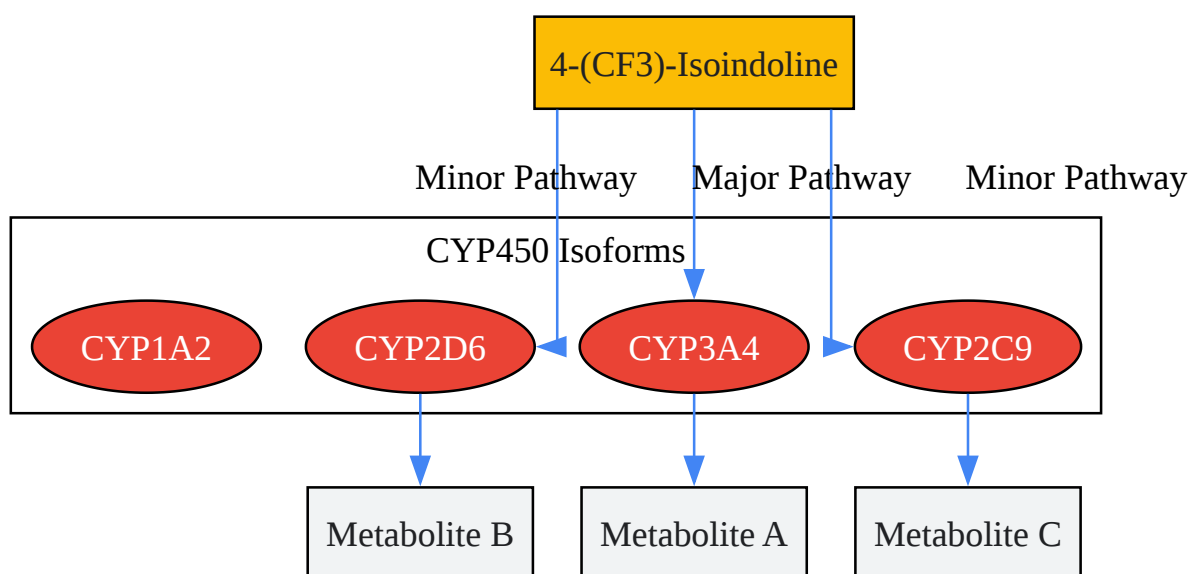 4-(CF3)-Isoindoline
Minor Pathway
Major Pathway
Minor Pathway
CYP450 Isoforms
CYP1A2
CYP2D6
CYP3A4
CYP2C9
Metabolite B
Metabolite A
Metabolite C